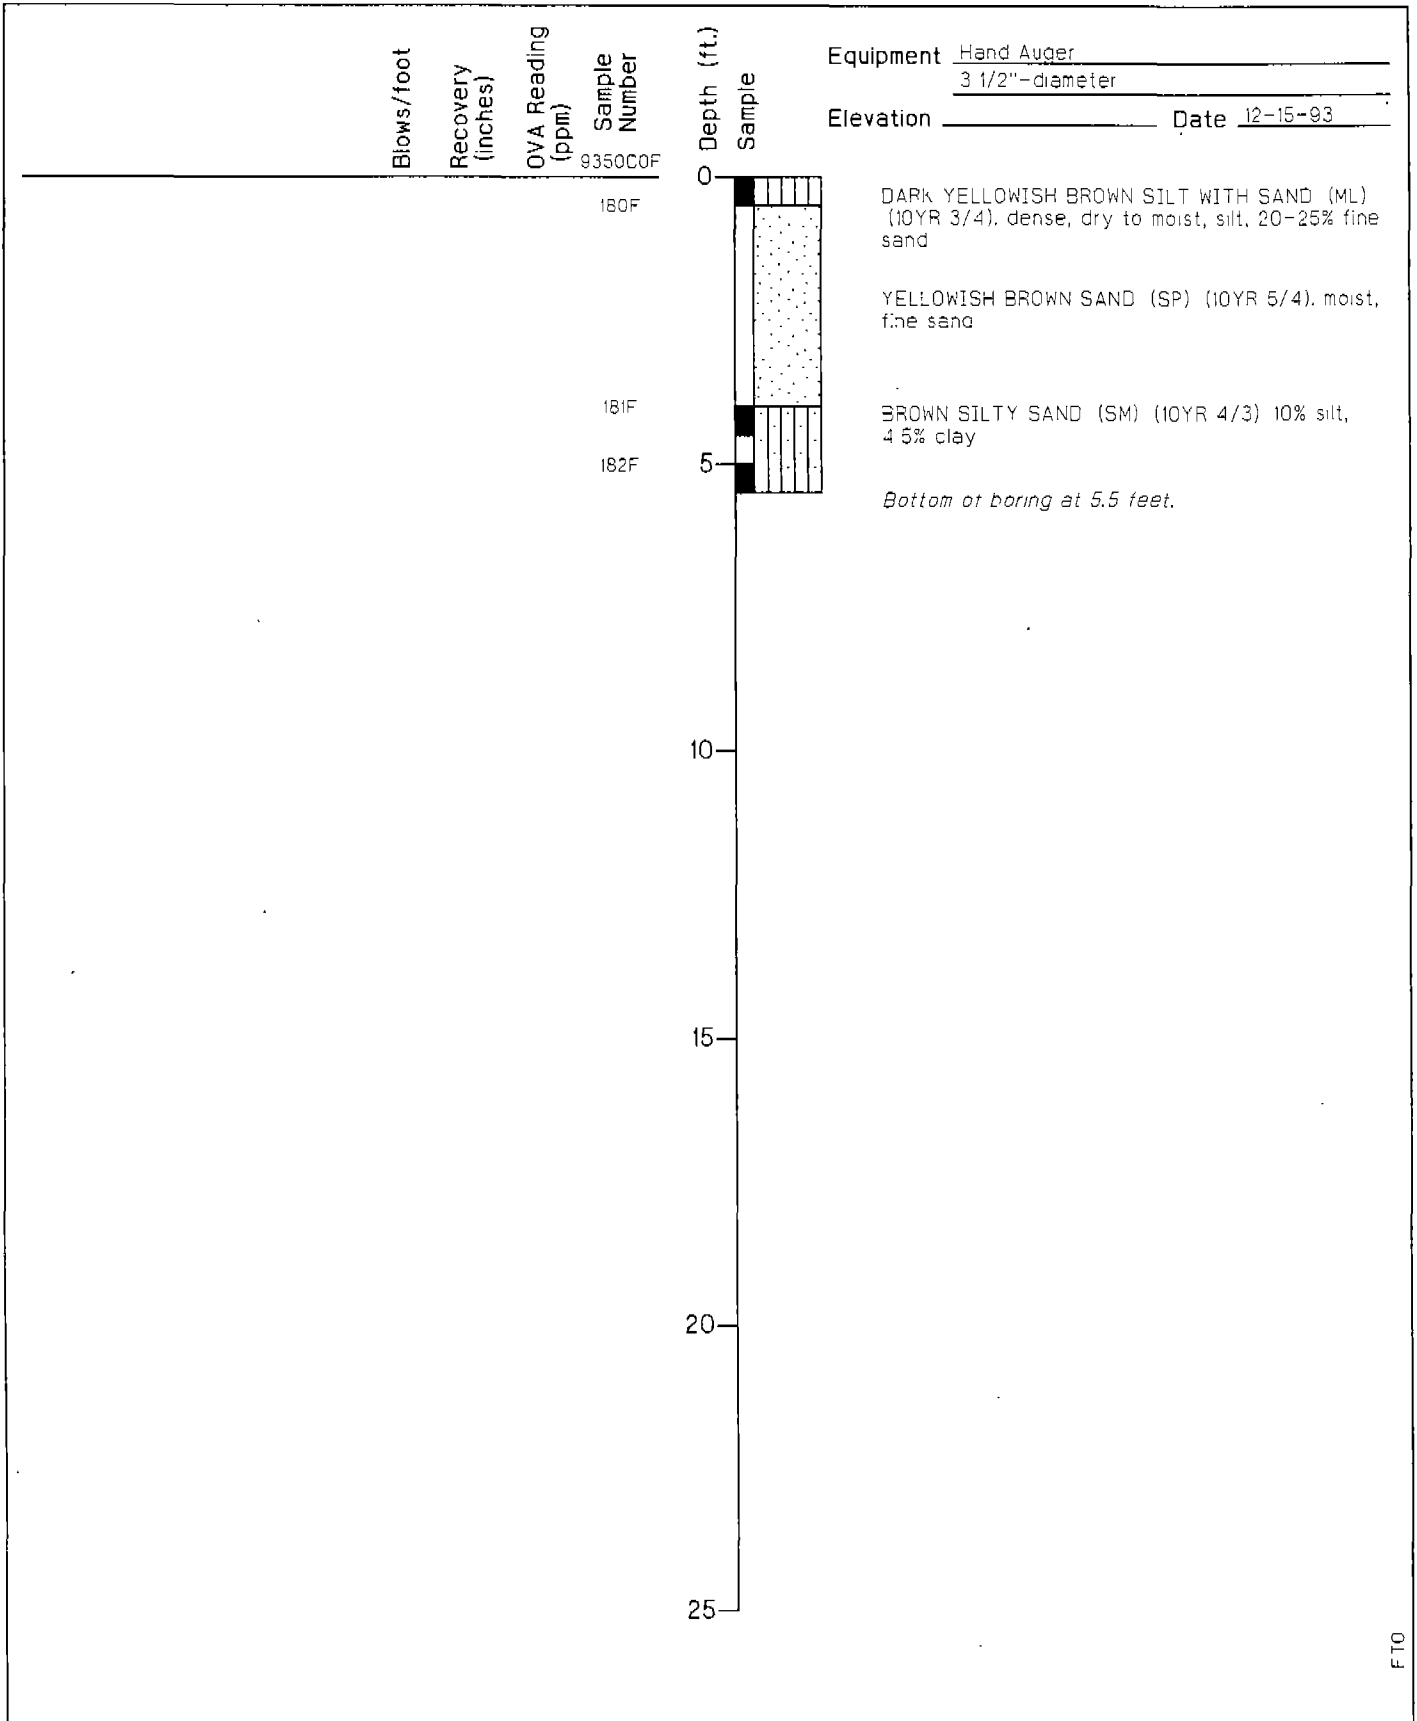 Blows/foot
Recovery
(inches)
OVA Reading
(ppm)
Sample
Number
9350C0F
Depth (ft.)
Sample
Equipment Hand Auger
3 1/2"-diameter
Elevation Date 12-15-93
0
180F
DARK YELLOWISH BROWN SILT WITH SAND (ML)
(10YR 3/4). dense, dry to moist, silt, 20-25% fine
sand
YELLOWISH BROWN SAND (SP) (10YR 5/4). moist,
fine sand
181F
BROWN SILTY SAND (SM) (10YR 4/3) 10% silt,
4 5% clay
182F
5
Bottom of boring at 5.5 feet.
10
15
20
25
FTO